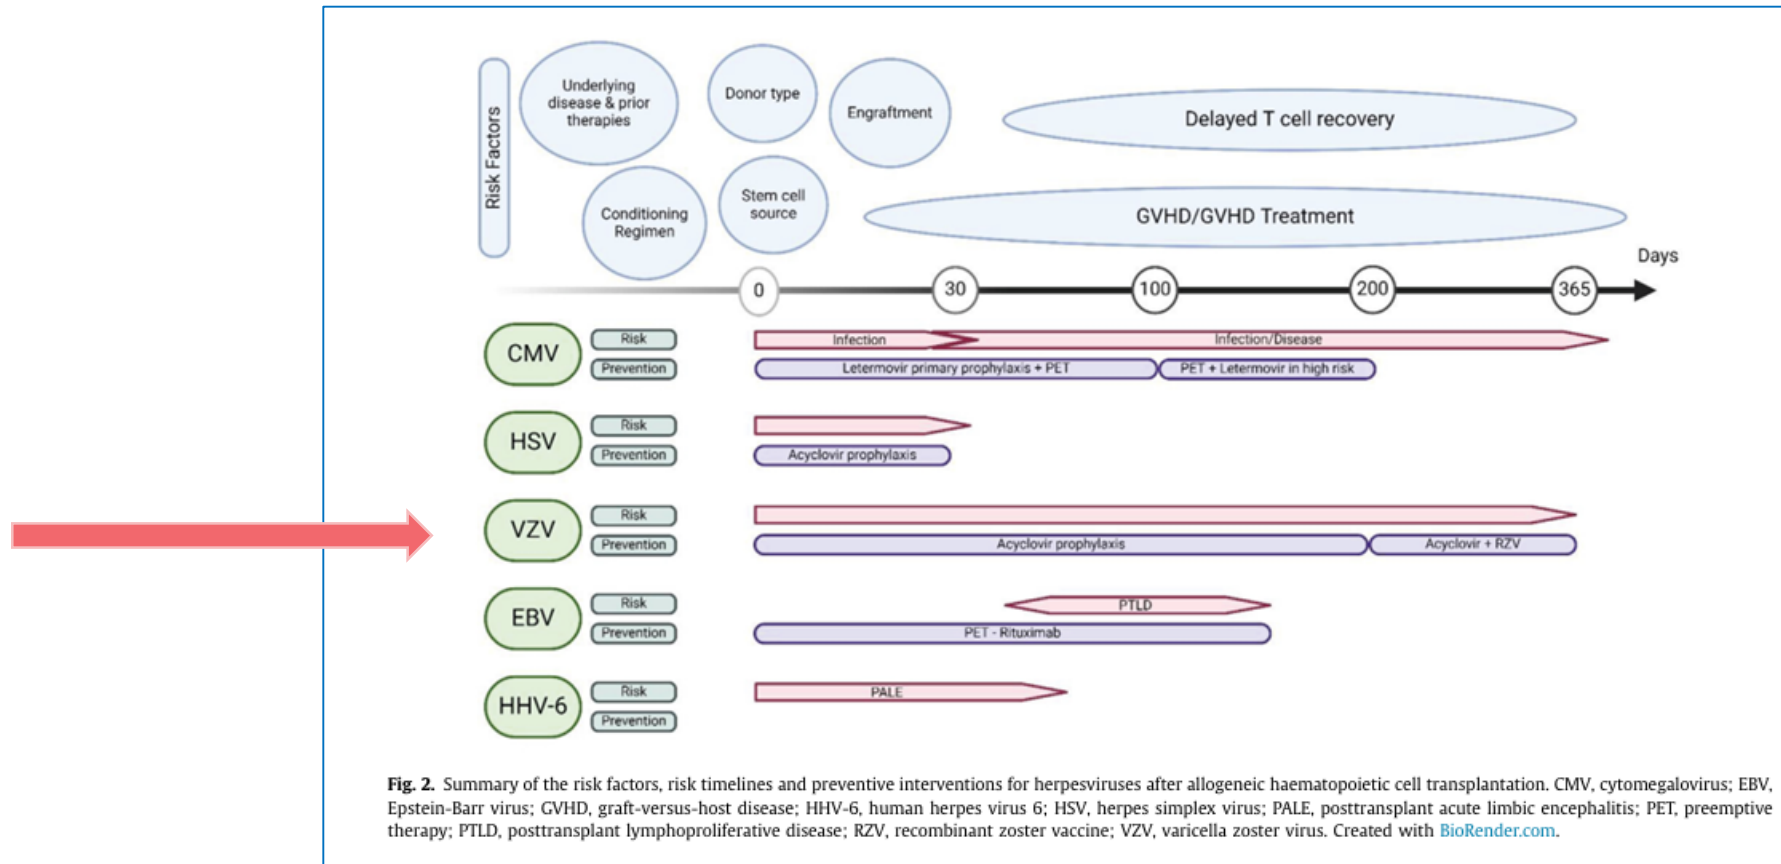 Risk Factors
Underlying
disease & prior
therapies
Donor type
Engraftment
Delayed T cell recovery
Conditioning
Regimen
Stem cell
source
GVHD/GVHD Treatment
Days
0
30
100
200
365
CMV
Risk
Infection
Infection/Disease
Prevention
Letermovir primary prophylaxis + PET
PET + Letermovir in high risk
HSV
Risk
Prevention
Acyclovir prophylaxis
VZV
Risk
Prevention
Acyclovir prophylaxis
Acyclovir + RZV
EBV
Risk
PTLD
Prevention
PET - Rituximab
HHV-6
Risk
PALE
Prevention
Fig. 2. Summary of the risk factors, risk timelines and preventive interventions for herpesviruses after allogeneic haematopoietic cell transplantation. CMV, cytomegalovirus; EBV,
Epstein-Barr virus; GVHD, graft-versus-host disease; HHV-6, human herpes virus 6; HSV, herpes simplex virus; PALE, posttransplant acute limbic encephalitis; PET, preemptive
therapy; PTLD, posttransplant lymphoproliferative disease; RZV, recombinant zoster vaccine; VZV, varicella zoster virus. Created with BioRender.com.